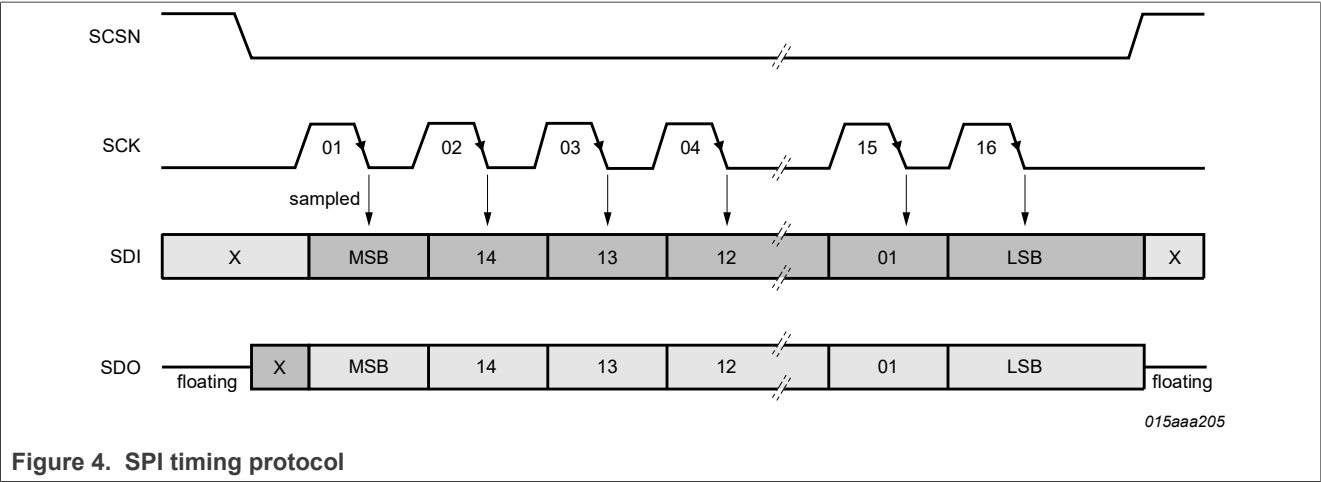 SCSN
SCK 01 02 03 04 15 16
sampled
SDI X MSB 14 13 12 01 LSB X
SDO floating X MSB 14 13 12 01 LSB floating
015aaa205
Figure 4. SPI timing protocol